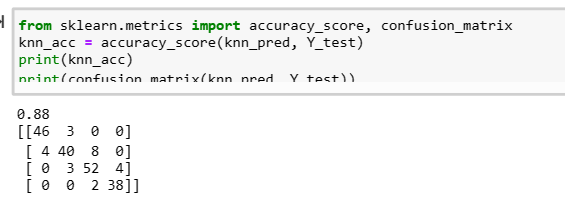 from sklearn.metrics import accuracy_score, confusion_matrix
knn_acc = accuracy_score(knn_pred, Y_test)
print(knn_acc)
print(confusion_matrix(knn_pred, Y_test))
0.88
[[46  3  0  0]
 [ 4 40  8  0]
 [ 0  3 52  4]
 [ 0  0  2 38]]